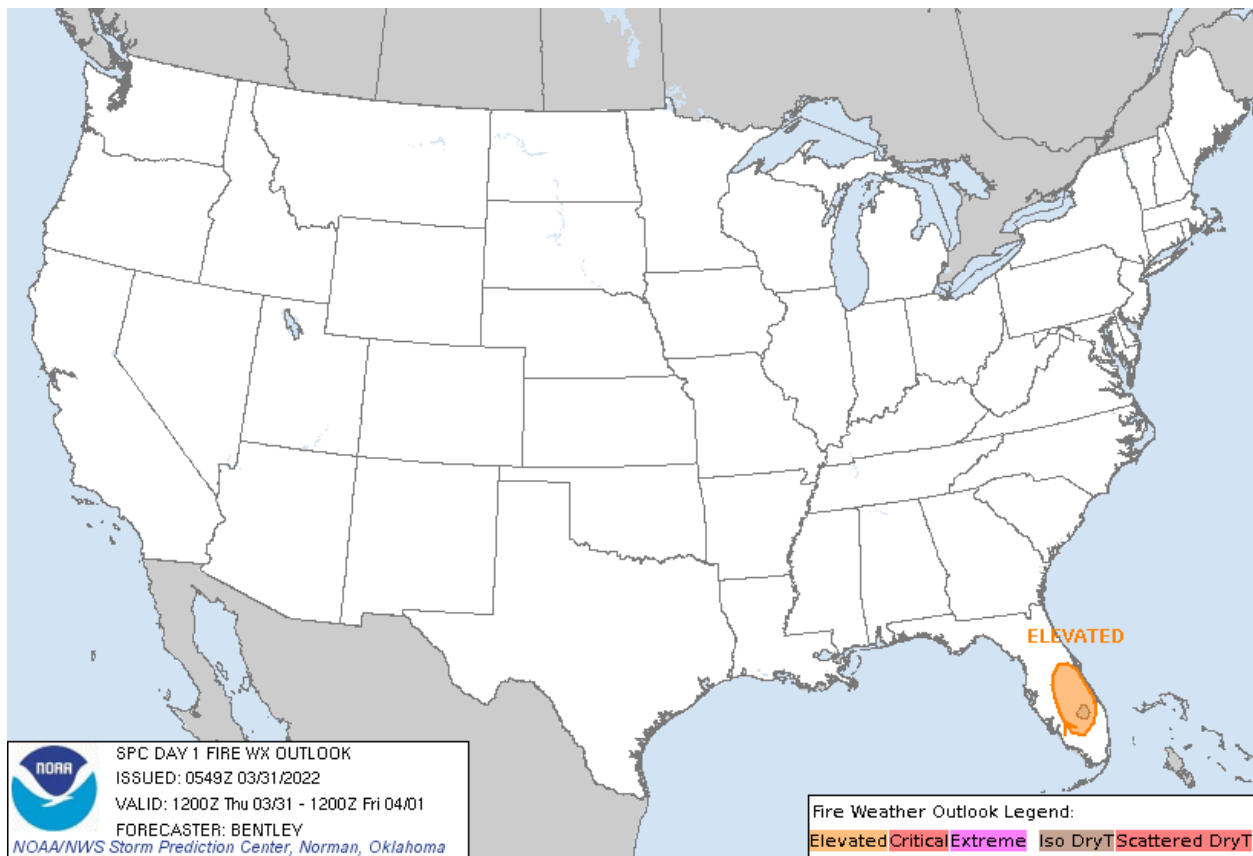 ELEVATED
NOAA
SPC DAY 1 FIRE WX OUTLOOK
ISSUED: 0549Z 03/31/2022
VALID: 1200Z Thu 03/31 - 1200Z Fri 04/01
FORECASTER: BENTLEY
NOAA/NWS Storm Prediction Center, Norman, Oklahoma
Fire Weather Outlook Legend:
Elevated Critical Extreme Iso DryT Scattered DryT